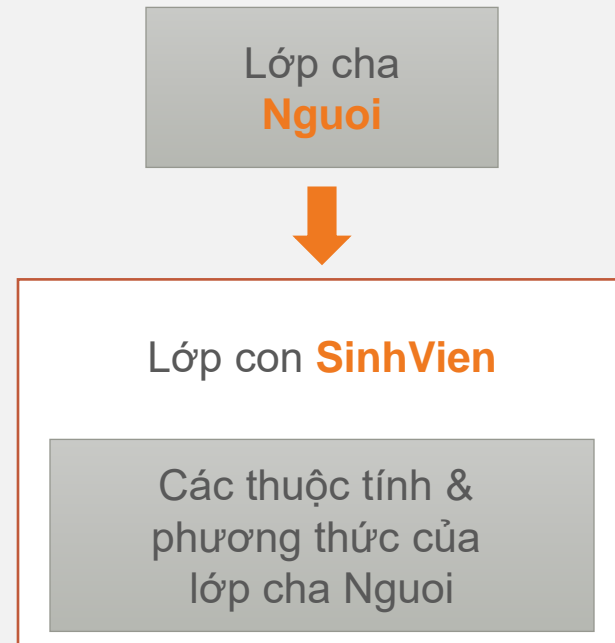 Lớp cha
Nguoi
Lớp con SinhVien
Các thuộc tính &
phương thức của
lớp cha Nguoi